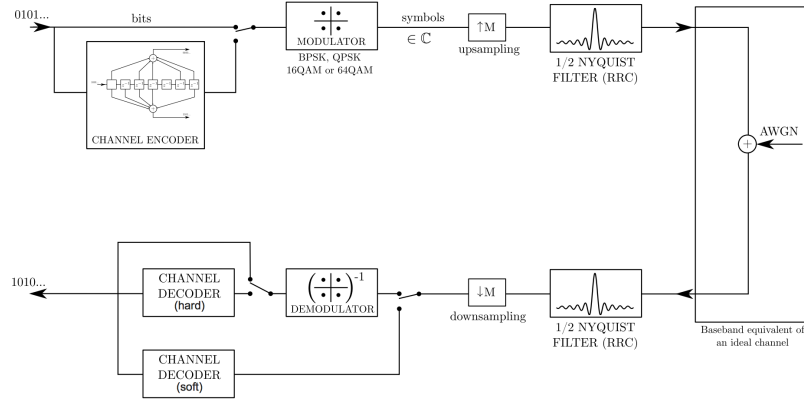 0101...
bits
MODULATOR
BPSK, QPSK
16QAM or 64QAM
symbols
∈ ℂ
↑M
upsampling
1/2 NYQUIST
FILTER (RRC)
CHANNEL ENCODER
AWGN
1010...
CHANNEL
DECODER
(hard)
-1
DEMODULATOR
↓M
downsampling
1/2 NYQUIST
FILTER (RRC)
Baseband equivalent of
an ideal channel
CHANNEL
DECODER
(soft)